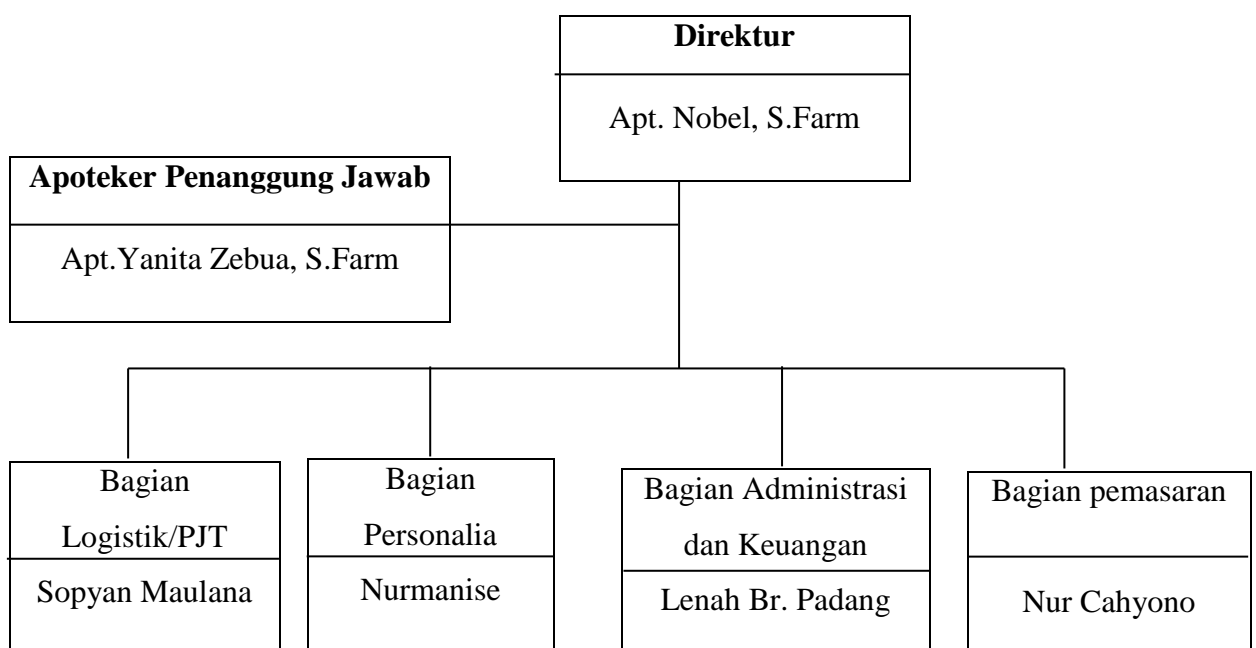 Direktur
Apt. Nobel, S.Farm
Apoteker Penanggung Jawab
Apt.Yanita Zebua, S.Farm
Bagian
Logistik/PJT
Sopyan Maulana
Bagian
Personalia
Nurmanise
Bagian Administrasi
dan Keuangan
Lenah Br. Padang
Bagian pemasaran
Nur Cahyono